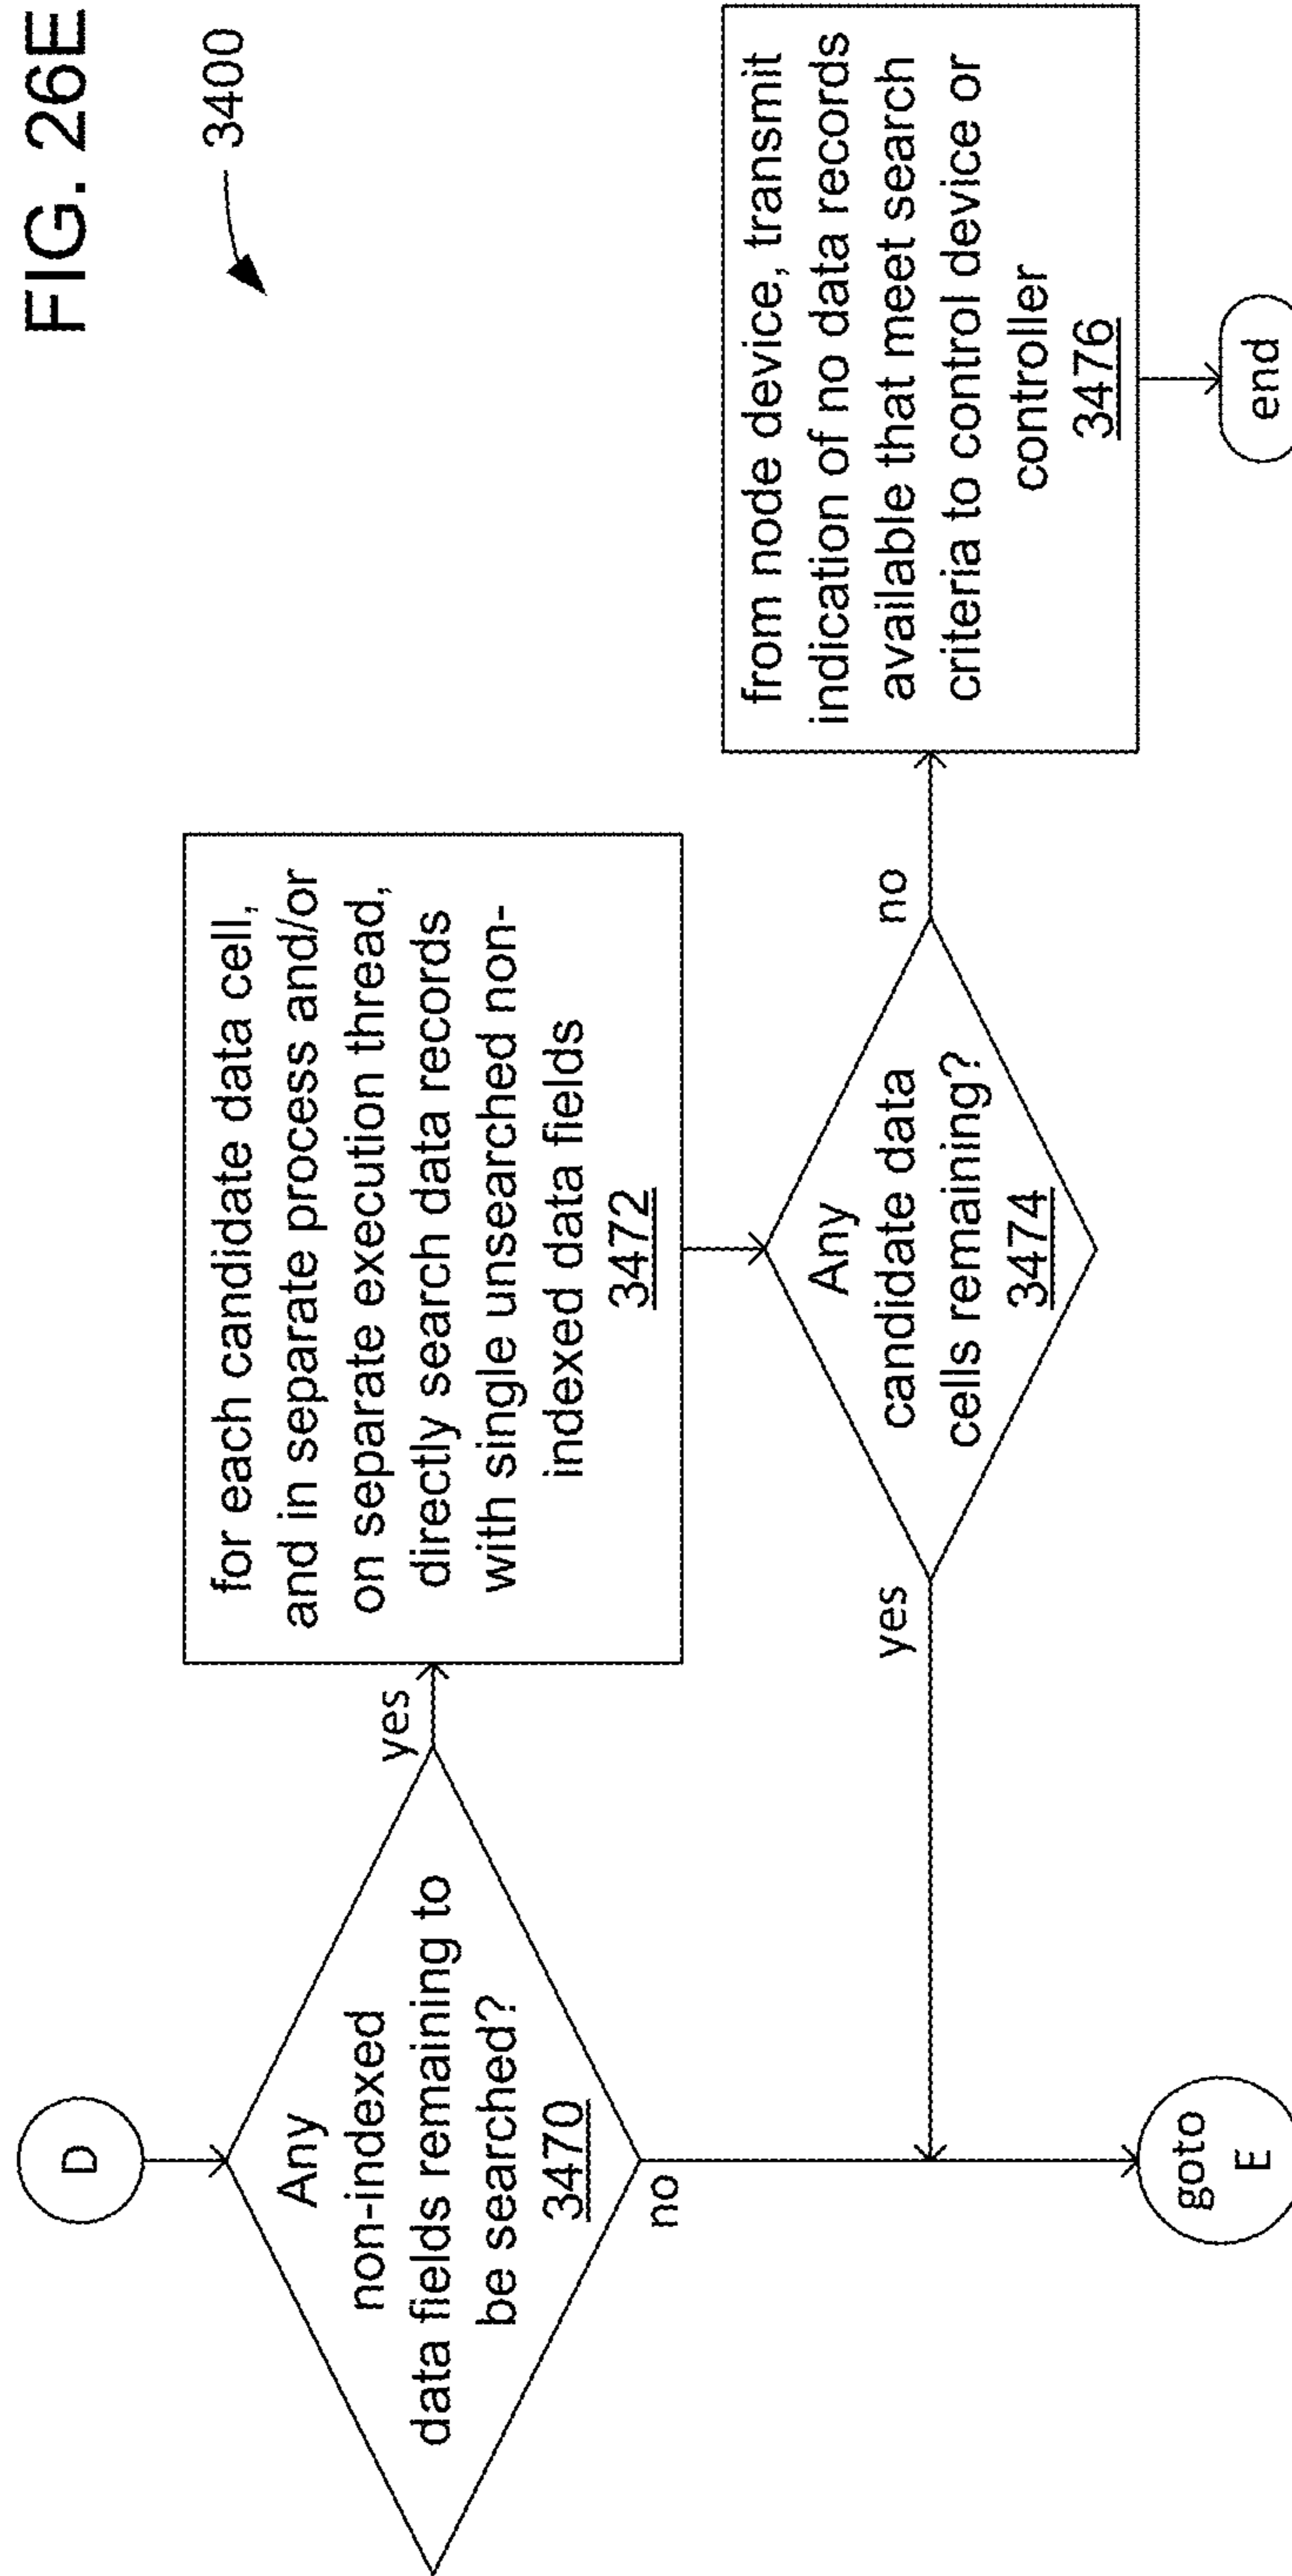 FIG. 26E
3400
D
Any
non-indexed
data fields remaining to
be searched?
3470
yes
no
for each candidate data cell,
and in separate process and/or
on separate execution thread,
directly search data records
with single unsearched non-
indexed data fields
3472
Any
candidate data
cells remaining?
3474
yes
no
from node device, transmit
indication of no data records
available that meet search
criteria to control device or
controller
3476
goto
E
end